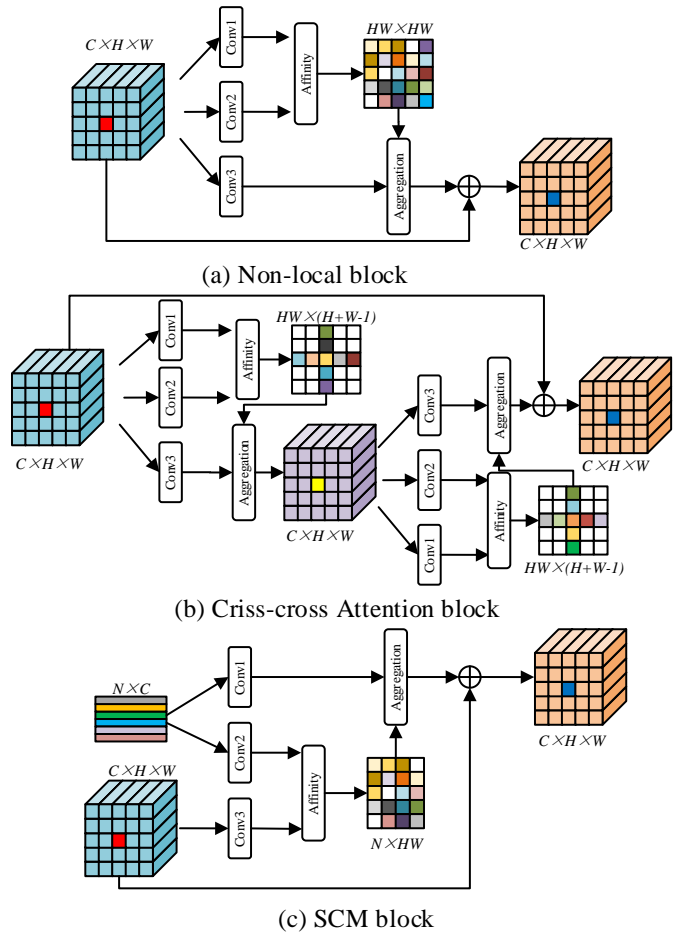 C×H×W
Conv1
Conv2
Conv3
Affinity
HW×HW
Aggregation
C×H×W
(a) Non-local block
C×H×W
Conv1
Conv2
Conv3
Affinity
HW×(H+W-1)
Aggregation
C×H×W
Conv3
Conv2
Conv1
Aggregation
Affinity
HW×(H+W-1)
C×H×W
(b) Criss-cross Attention block
N×C
C×H×W
Conv1
Conv2
Conv3
Affinity
Aggregation
N×HW
C×H×W
(c) SCM block